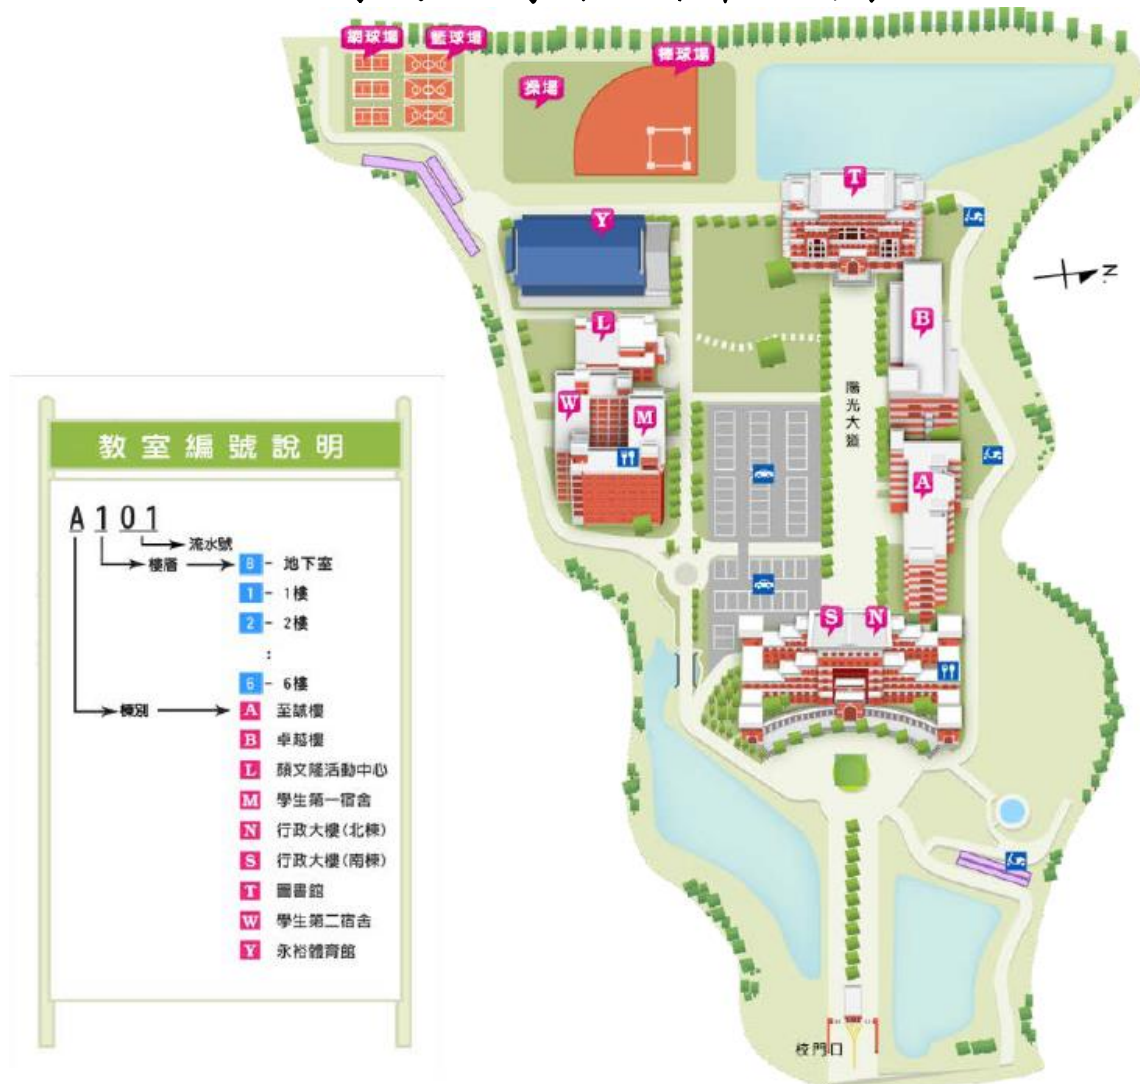 網球場
籃球場
棒球場
操場
T
Y
N
B
L
陽光大道
W
M
A
S
N
校門口
教室編號說明
A101
流水號
樓層
B - 地下室
1 - 1樓
2 - 2樓
:
6 - 6樓
棟別
A 至誠樓
B 卓越樓
L 顏文隆活動中心
M 學生第一宿舍
N 行政大樓(北棟)
S 行政大樓(南棟)
T 圖書館
W 學生第二宿舍
Y 永裕體育館